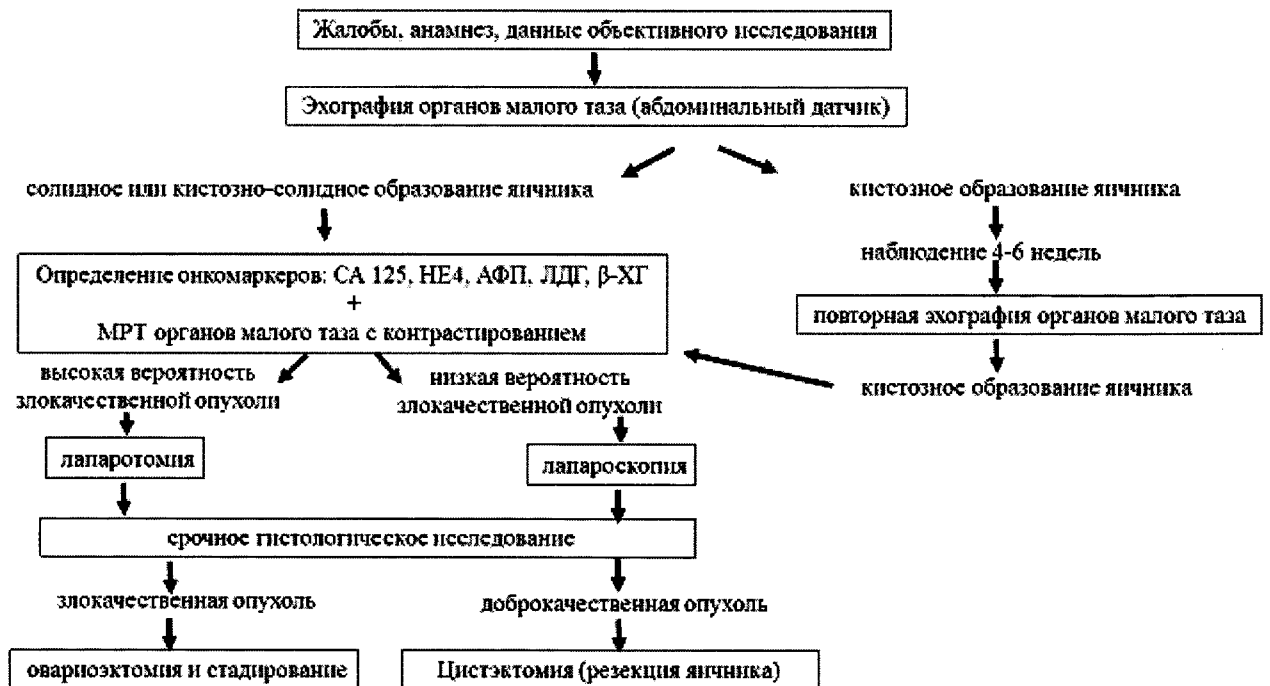 Жалобы, анамнез, данные объективного исследования
Эхография органов малого таза (абдоминальный датчик)
солидное или кистозно-солидное образование яичника
кистозное образование яичника
наблюдение 4-6 недель
Определение онкомаркеров: СА 125, НЕ4, АФП, ЛДГ, β-ХГ
+
МРТ органов малого таза с контрастированием
повторная эхография органов малого таза
кистозное образование яичника
высокая вероятность
злокачественной опухоли
низкая вероятность
злокачественной опухоли
лапаротомия
лапароскопия
срочное гистологическое исследование
злокачественная опухоль
доброкачественная опухоль
овариоэктомия и стадирование
Цистэктомия (резекция яичника)